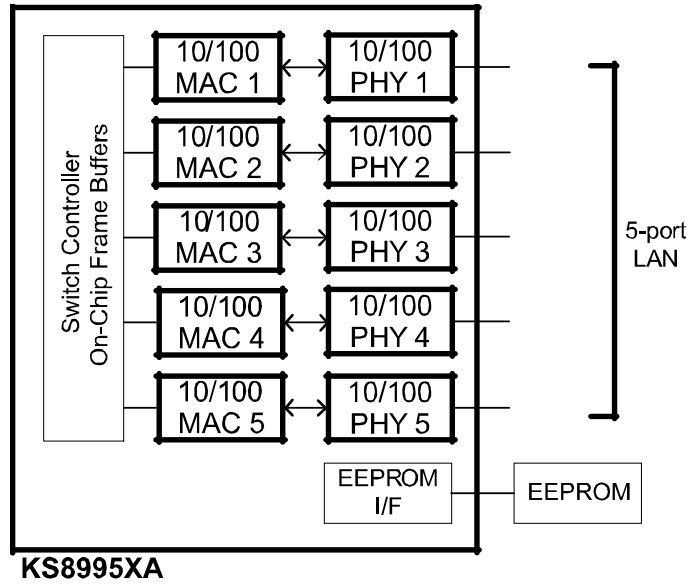 Switch Controller
On-Chip Frame Buffers
10/100
MAC 1
10/100
PHY 1
10/100
MAC 2
10/100
PHY 2
10/100
MAC 3
10/100
PHY 3
10/100
MAC 4
10/100
PHY 4
10/100
MAC 5
10/100
PHY 5
5-port
LAN
EEPROM
I/F
EEPROM
KS8995XA